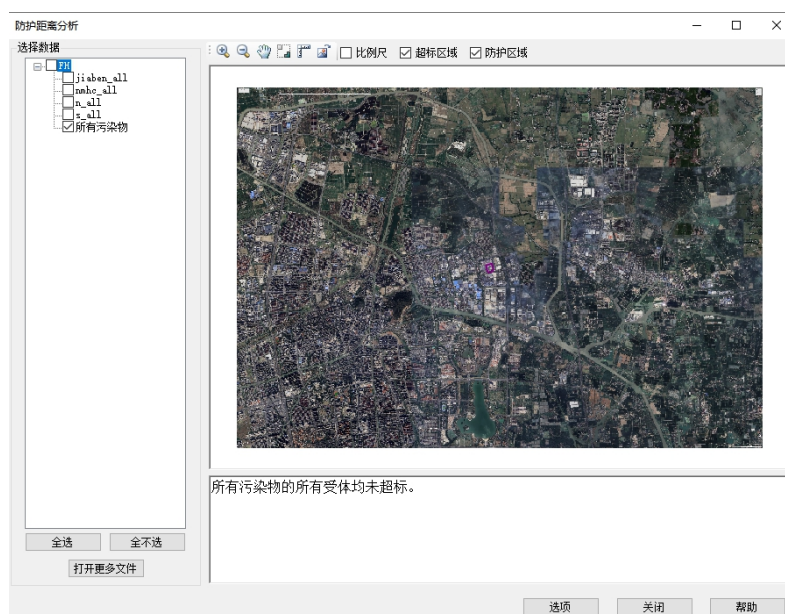 防护距离分析
选择数据
FH
jiaben_all
nmhc_all
n_all
s_all
所有污染物
全选
全不选
打开更多文件
比例尺
超标区域
防护区域
所有污染物的所有受体均未超标。
选项
关闭
帮助